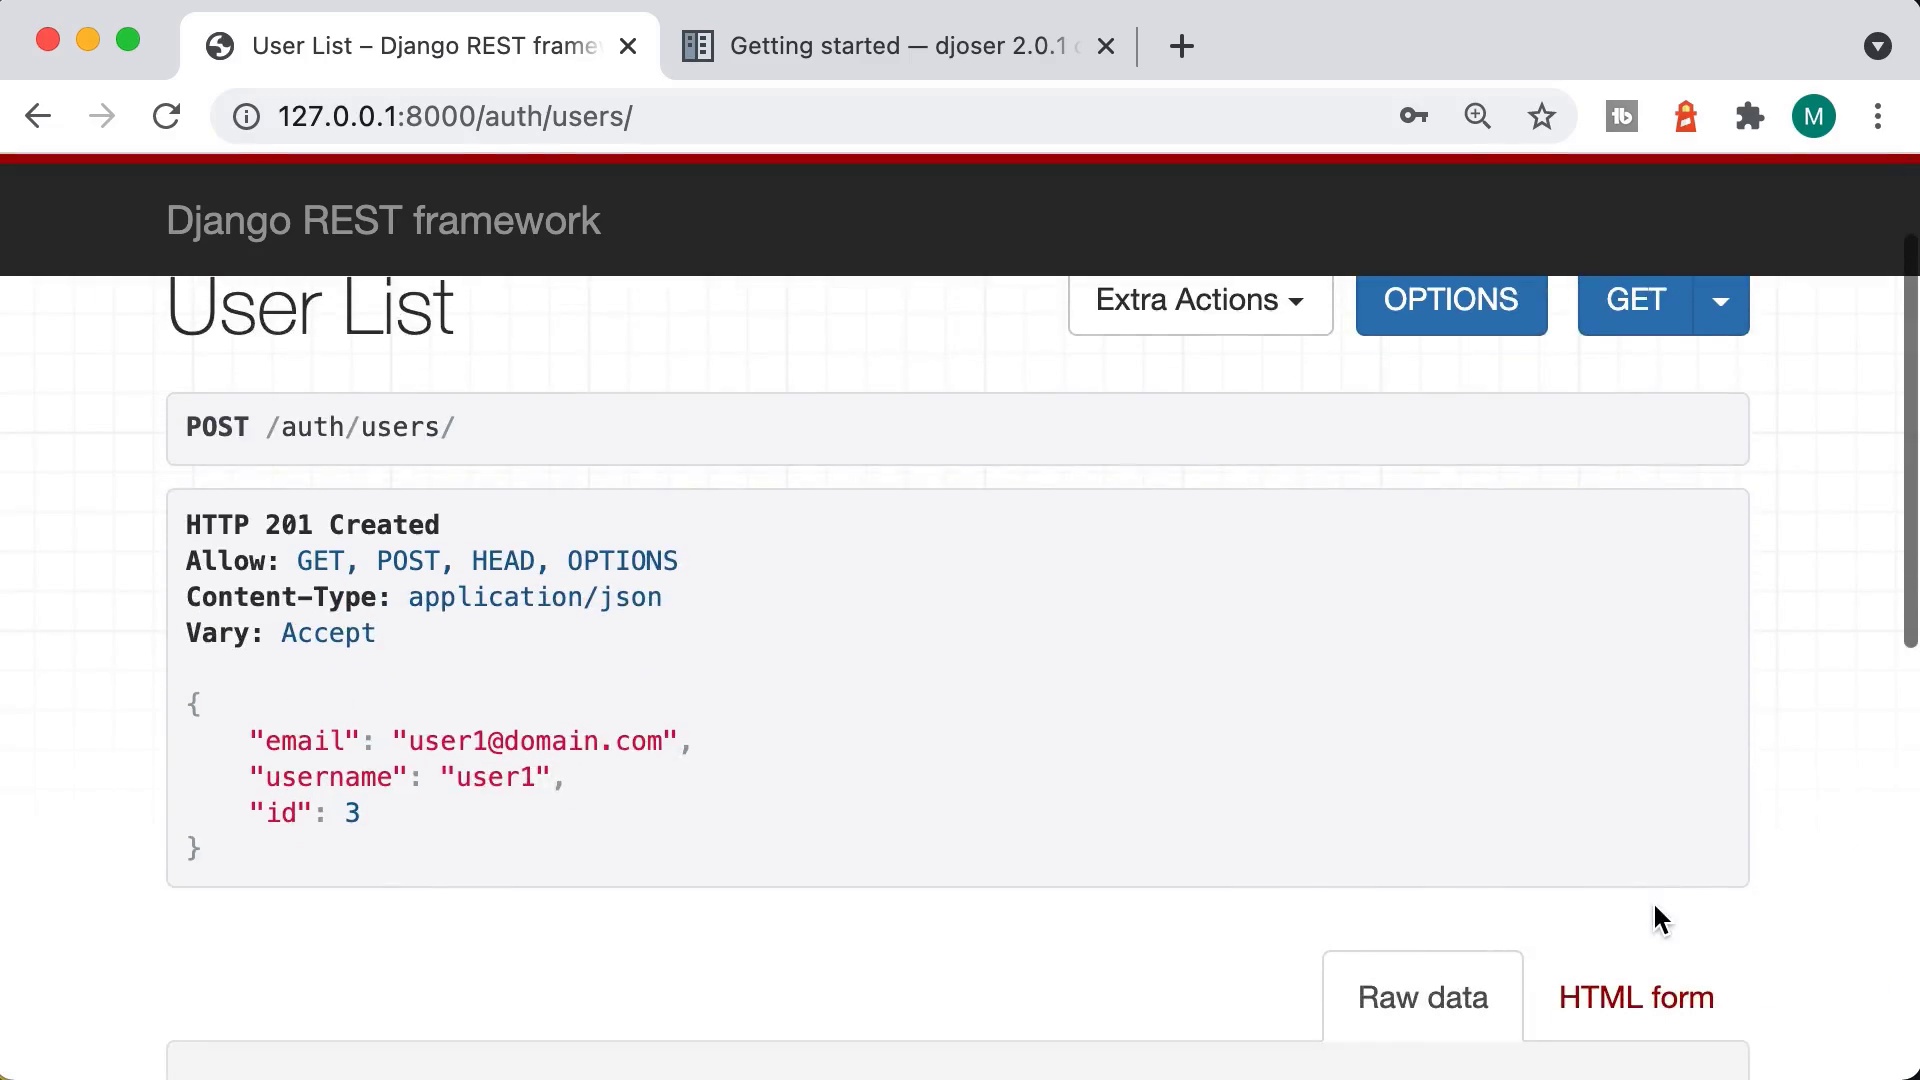 User List – Django REST frame
Getting started — djoser 2.0.1
127.0.0.1:8000/auth/users/
M
Django REST framework
User List
Extra Actions
OPTIONS
GET
POST /auth/users/
HTTP 201 Created
Allow: GET, POST, HEAD, OPTIONS
Content-Type: application/json
Vary: Accept
{
"email": "user1@domain.com",
"username": "user1",
"id": 3
}
Raw data
HTML form